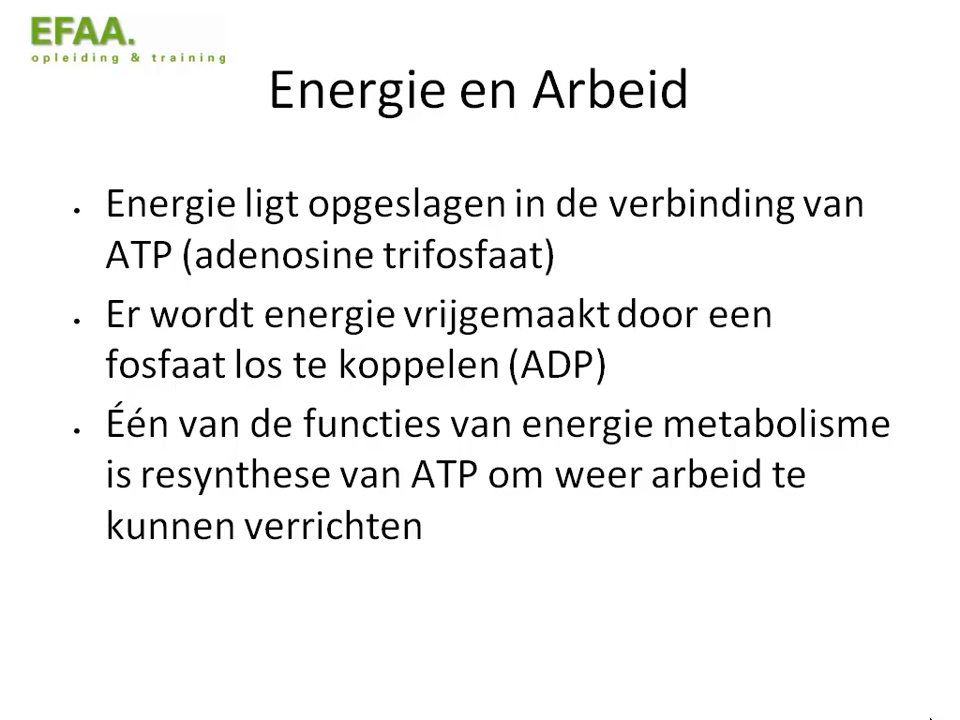 EFAA.
opleiding & training
Energie en Arbeid
• Energie ligt opgeslagen in de verbinding van
ATP (adenosine trifosfaat)
• Er wordt energie vrijgemaakt door een
fosfaat los te koppelen (ADP)
• Één van de functies van energie metabolisme
is resynthese van ATP om weer arbeid te
kunnen verrichten